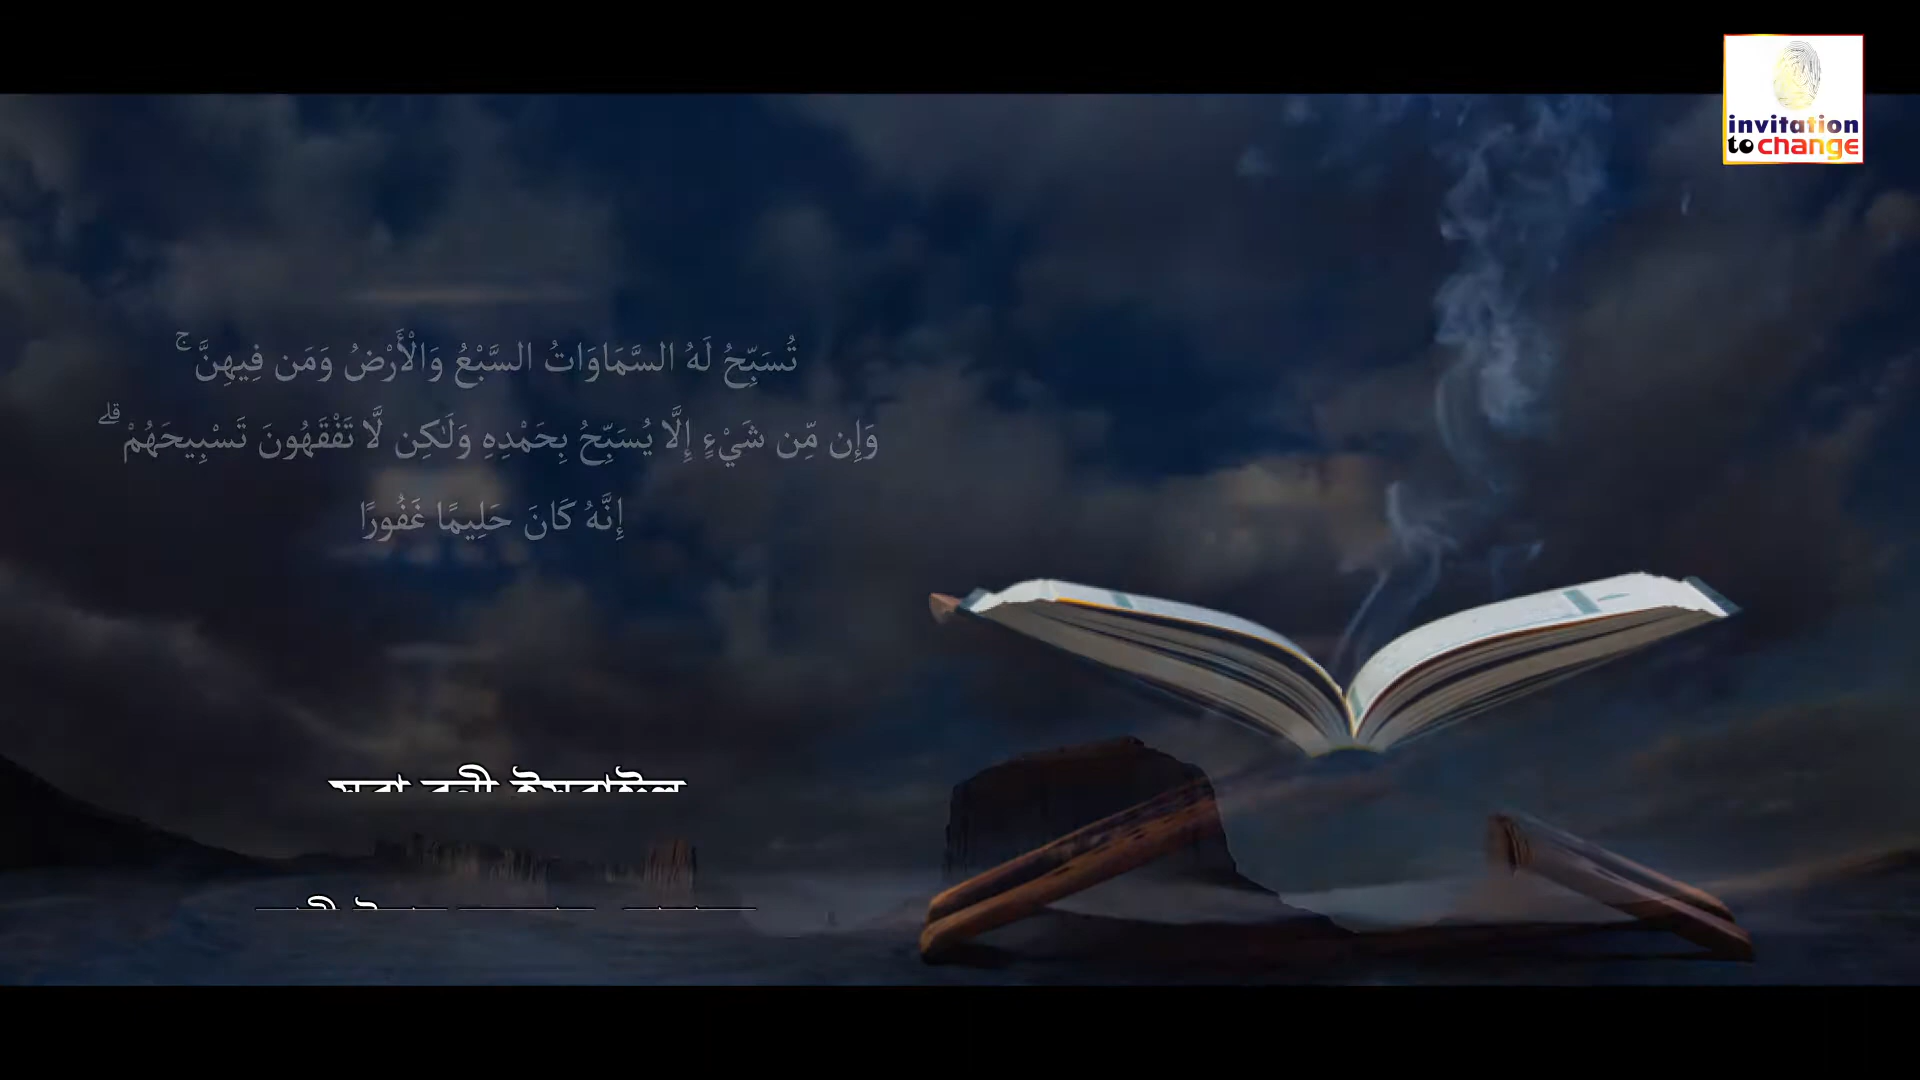 invitation
to change
تُسَبِّحُ لَهُ السَّمَاوَاتُ السَّبْعُ وَالْأَرْضُ وَمَن فِيهِنَّ ۚ
وَإِن مِّن شَيْءٍ إِلَّا يُسَبِّحُ بِحَمْدِهِ وَلَٰكِن لَّا تَفْقَهُونَ تَسْبِيحَهُمْ ۗ
إِنَّهُ كَانَ حَلِيمًا غَفُورًا